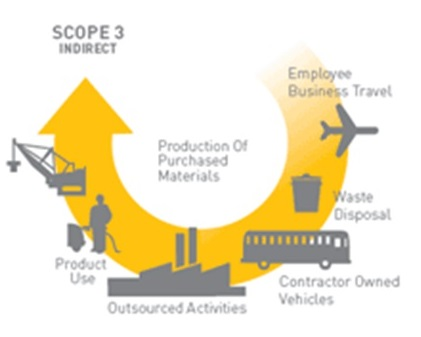 SCOPE 3
INDIRECT
Employee
Business Travel
Production Of
Purchased
Materials
Waste
Disposal
Product
Use
Contractor Owned
Vehicles
Outsourced Activities